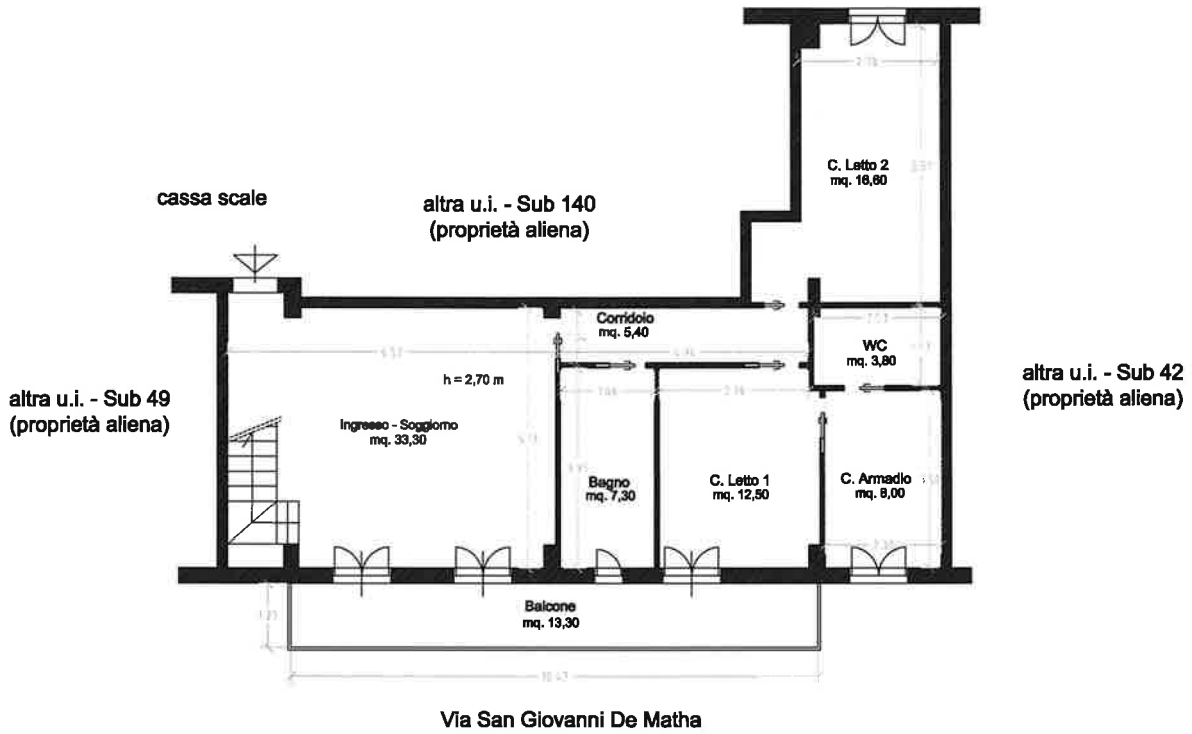 C. Letto 2
mq. 16,60
cassa scale
altra u.i. - Sub 140
(proprietà aliena)
Corridoio
mq. 5,40
WC
mq. 3,80
h = 2,70 m
altra u.i. - Sub 49
(proprietà aliena)
altra u.i. - Sub 42
(proprietà aliena)
Ingresso - Soggiorno
mq. 33,30
Bagno
mq. 7,30
C. Letto 1
mq. 12,50
C. Armadio
mq. 8,00
Balcone
mq. 13,30
10.47
Via San Giovanni De Matha